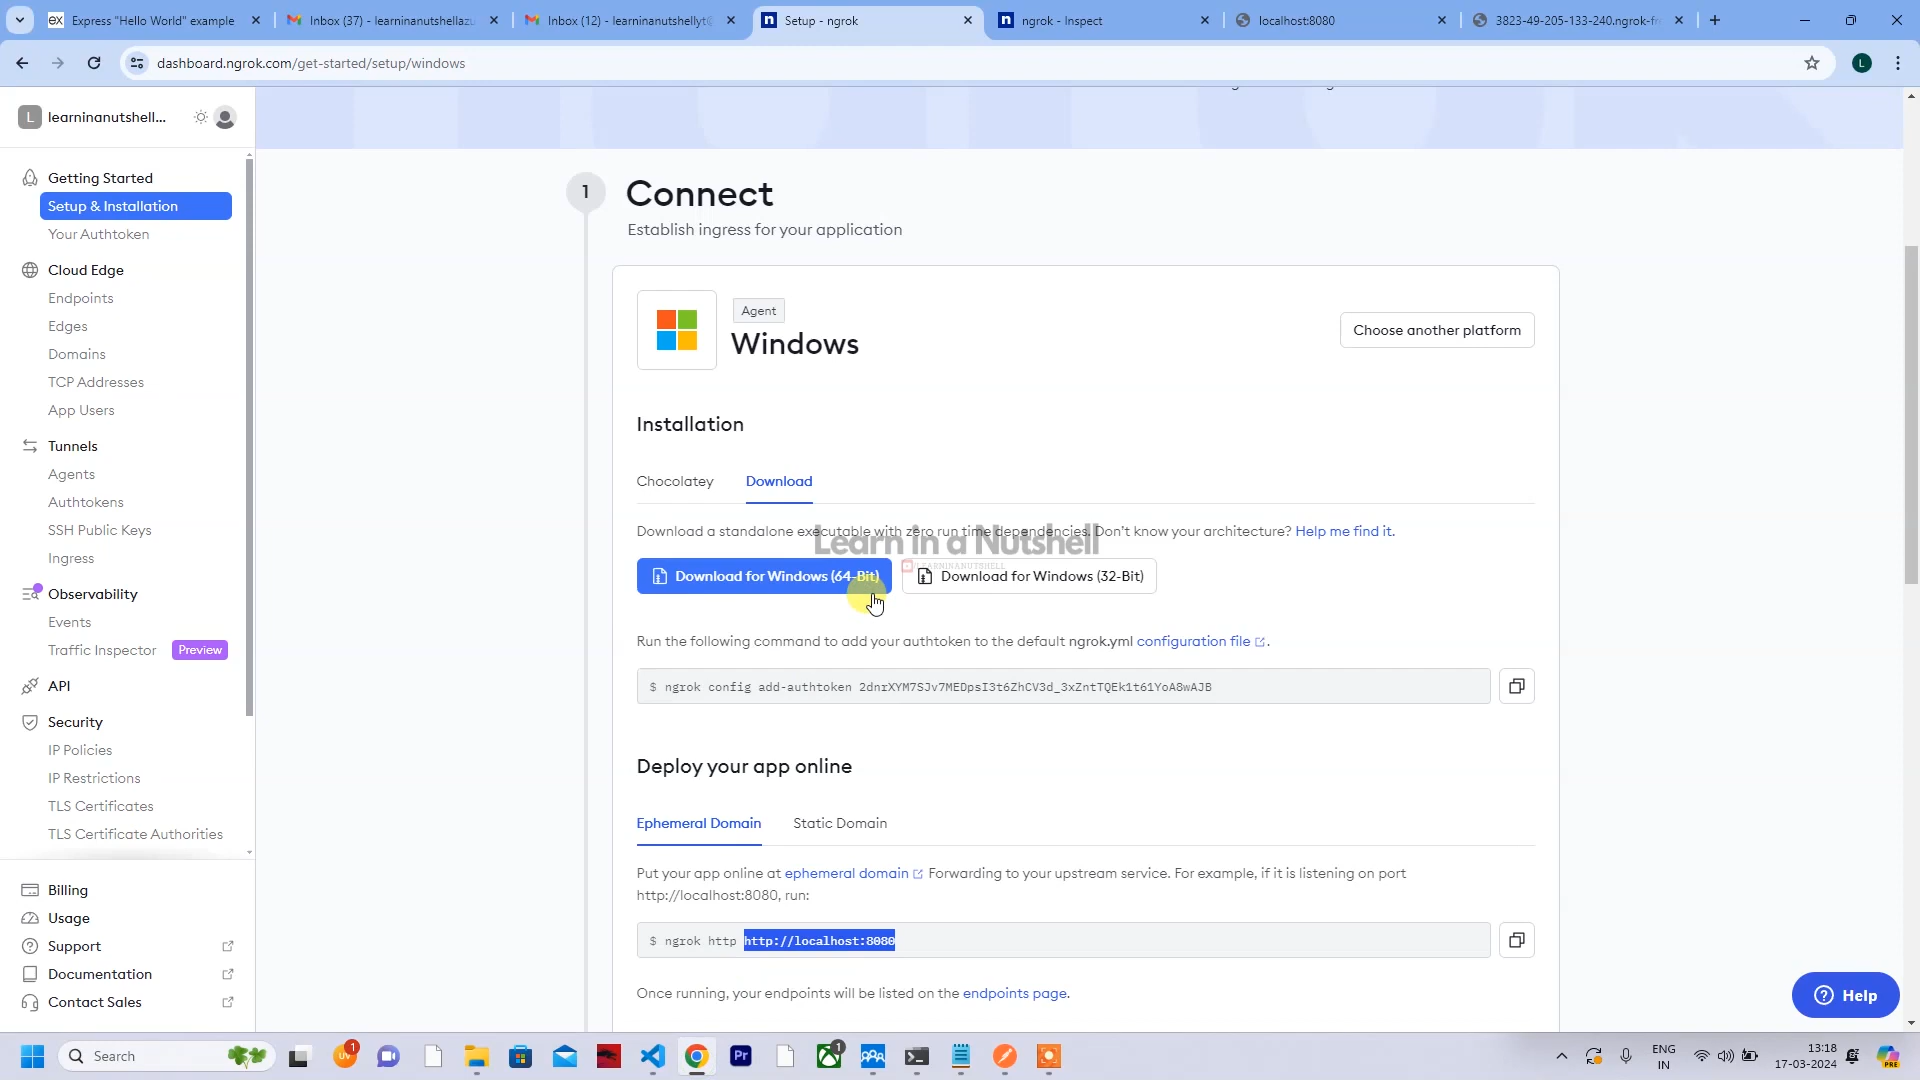 Express "Hello World" example
Inbox (37) - learninanutshellazu
Inbox (12) - learninanutshellyt@
Setup - ngrok
ngrok - Inspect
localhost:8080
3823-49-205-133-240.ngrok-fr
dashboard.ngrok.com/get-started/setup/windows
L
L learninanutshell...
Getting Started
Setup & Installation
Your Authtoken
Cloud Edge
Endpoints
Edges
Domains
TCP Addresses
App Users
Tunnels
Agents
Authtokens
SSH Public Keys
Ingress
Observability
Events
Traffic Inspector Preview
API
Security
IP Policies
IP Restrictions
TLS Certificates
TLS Certificate Authorities
Billing
Usage
Support
Documentation
Contact Sales
1 Connect
Establish ingress for your application
Agent
Windows
Choose another platform
Installation
Chocolatey Download
Download a standalone executable with zero run time dependencies. Don't know your architecture? Help me find it.
Learn in a Nutshell
/LEARNINANUTSHELL
Download for Windows (64-Bit) Download for Windows (32-Bit)
Run the following command to add your authtoken to the default ngrok.yml configuration file.
$ ngrok config add-authtoken 2dnrXYM7SJv7MEDpsI3t6ZhCV3d_3xZntTQEk1t61YoA8wAJB
Deploy your app online
Ephemeral Domain Static Domain
Put your app online at ephemeral domain Forwarding to your upstream service. For example, if it is listening on port
http://localhost:8080, run:
$ ngrok http http://localhost:8080
Once running, your endpoints will be listed on the endpoints page.
Help
Search
1
Pr
1
ENG
IN
13:18
17-03-2024
PRE